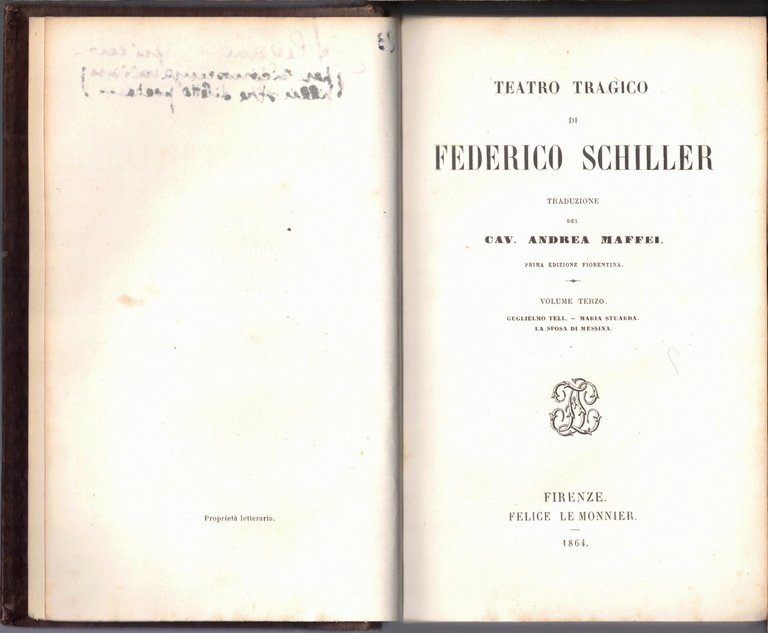 Proprietà letteraria.
TEATRO TRAGICO
DI
FEDERICO SCHILLER
TRADUZIONE
DEL
CAV. ANDREA MAFFEI.
PRIMA EDIZIONE FIORENTINA.
VOLUME TERZO.
GUGLIELMO TELL. — MARIA STUARDA.
LA SPOSA DI MESSINA.
FIRENZE.
FELICE LE MONNIER.
1864.